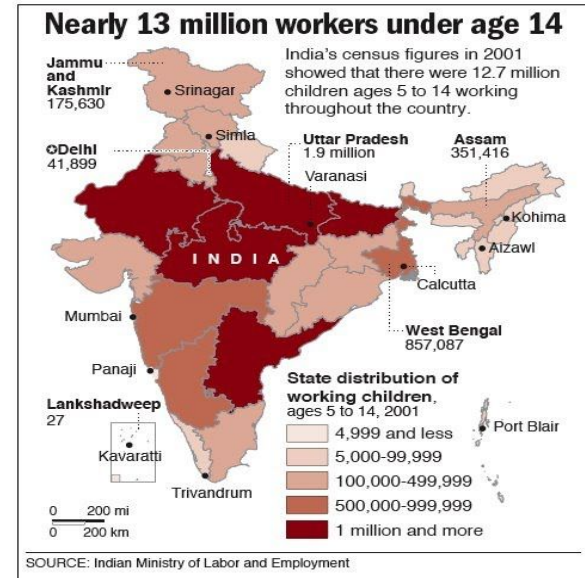 Nearly 13 million workers under age 14
India's census figures in 2001
showed that there were 12.7 million
children ages 5 to 14 working
throughout the country.
Jammu
and
Kashmir
175,630
Srinagar
Simla
Delhi
41,899
Uttar Pradesh
1.9 million
Varanasi
Assam
351,416
Kohima
Aizawl
INDIA
Calcutta
Mumbai
West Bengal
857,087
Panaji
Lankshadweep
27
Kavaratti
Trivandrum
Port Blair
State distribution of
working children,
ages 5 to 14, 2001
4,999 and less
5,000-99,999
100,000-499,999
500,000-999,999
1 million and more
0 200 mi
0 200 km
SOURCE: Indian Ministry of Labor and Employment